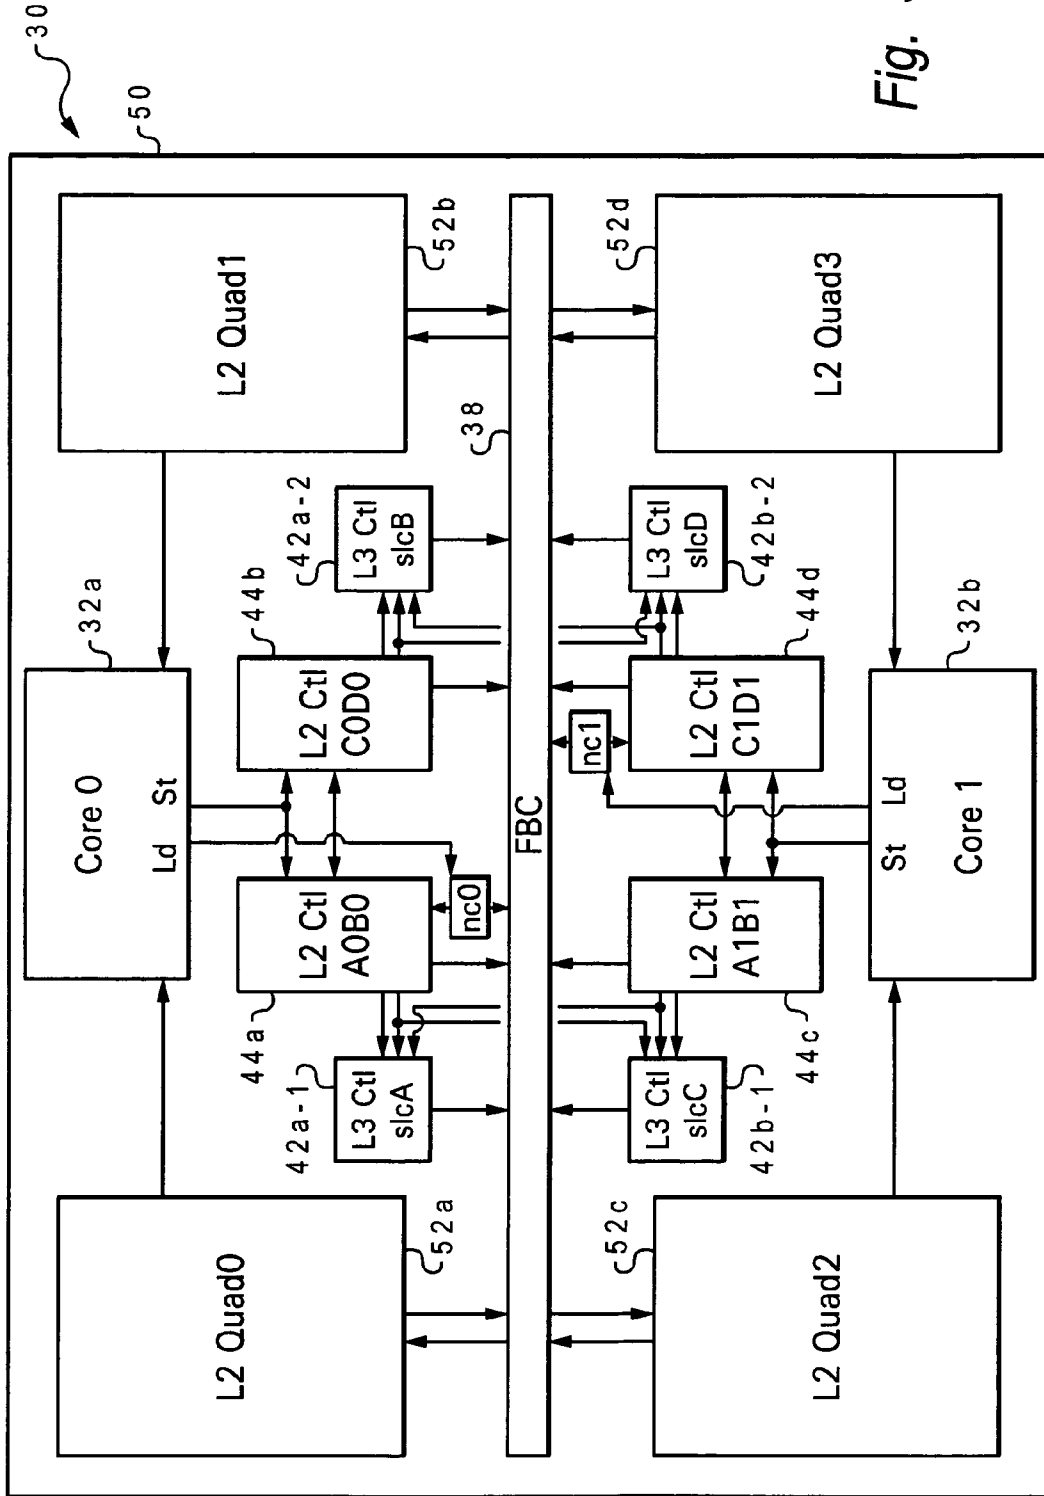 30
L2 Quad0
Core 0
32a
L2 Quad1
50
Ld
St
L2 Ctl
A0B0
44a
L2 Ctl
C0D0
44b
42a-1
L3 Ctl
slcA
L3 Ctl
slcB
42a-2
52a
52b
nc0
38
FBC
nc1
52c
52d
L3 Ctl
slcC
42b-1
L3 Ctl
slcD
42b-2
L2 Ctl
A1B1
44c
L2 Ctl
C1D1
44d
L2 Quad2
St
Ld
Core 1
32b
L2 Quad3
Fig.